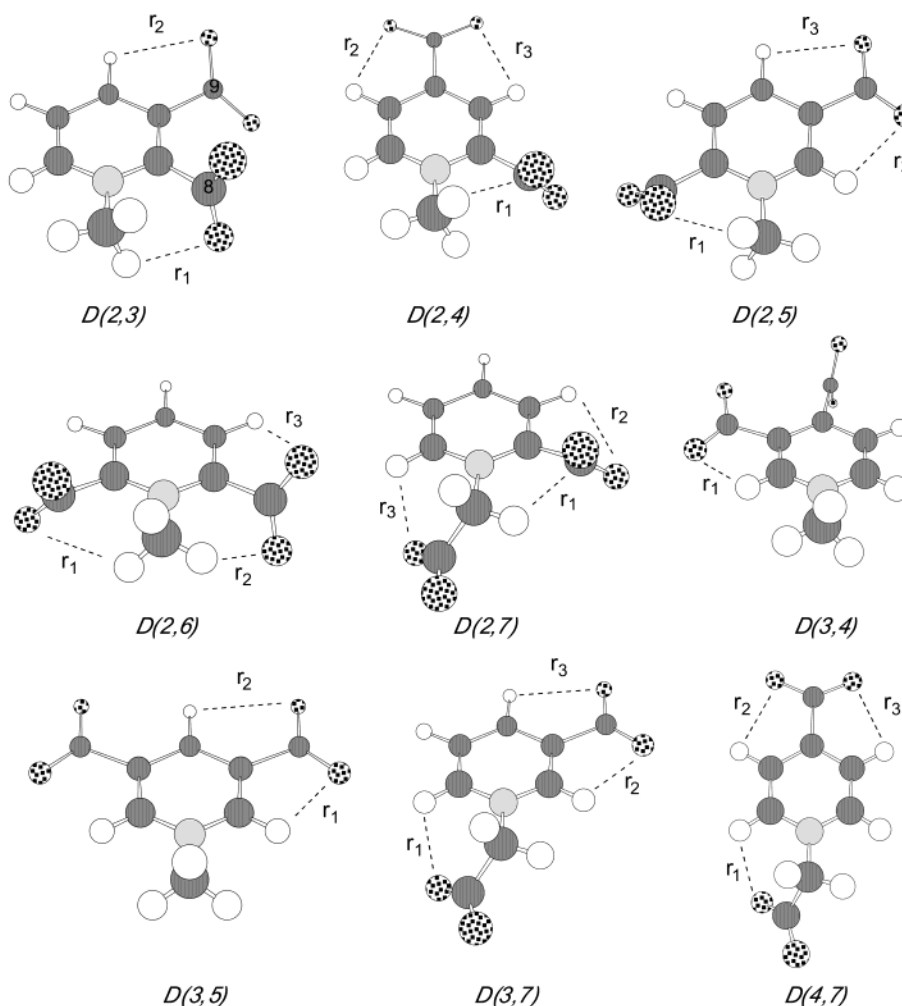 r2
9
8
r1
D(2,3)
r2
r3
r1
D(2,4)
r3
r2
r1
D(2,5)
r3
r1
r2
D(2,6)
r2
r1
r3
D(2,7)
r1
D(3,4)
r2
r1
D(3,5)
r3
r2
r1
D(3,7)
r2
r3
r1
D(4,7)